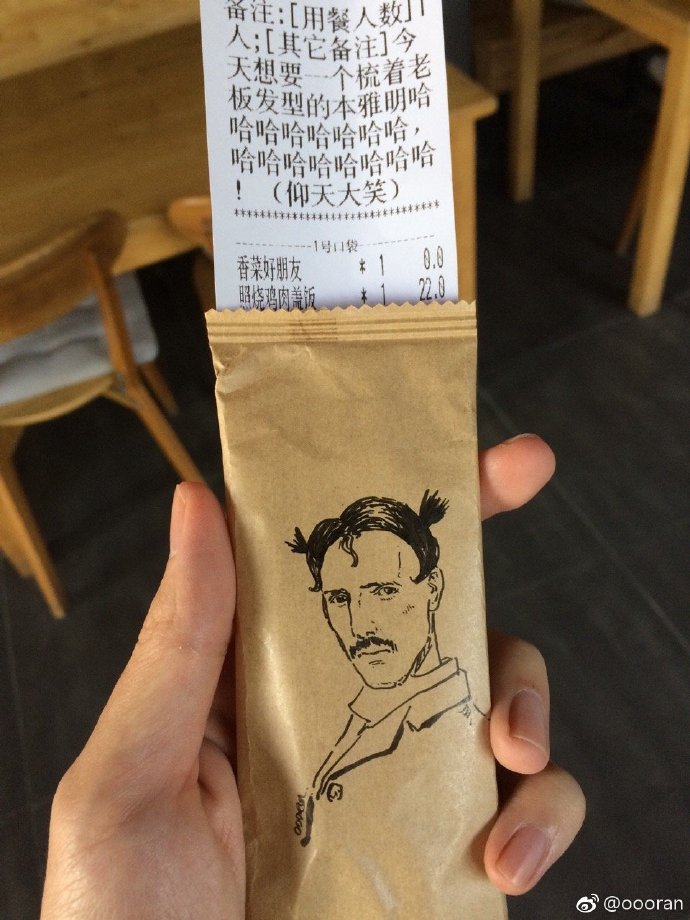 备注:[用餐人数]1
人;[其它备注]今
天想要一个梳着老
板发型的本雅明哈
哈哈哈哈哈哈哈，
哈哈哈哈哈哈哈哈
！（仰天大笑）
********************************
------------1号口袋------------
香菜好朋友 * 1 0.0
照烧鸡肉盖饭 * 1 22.0
@oooran